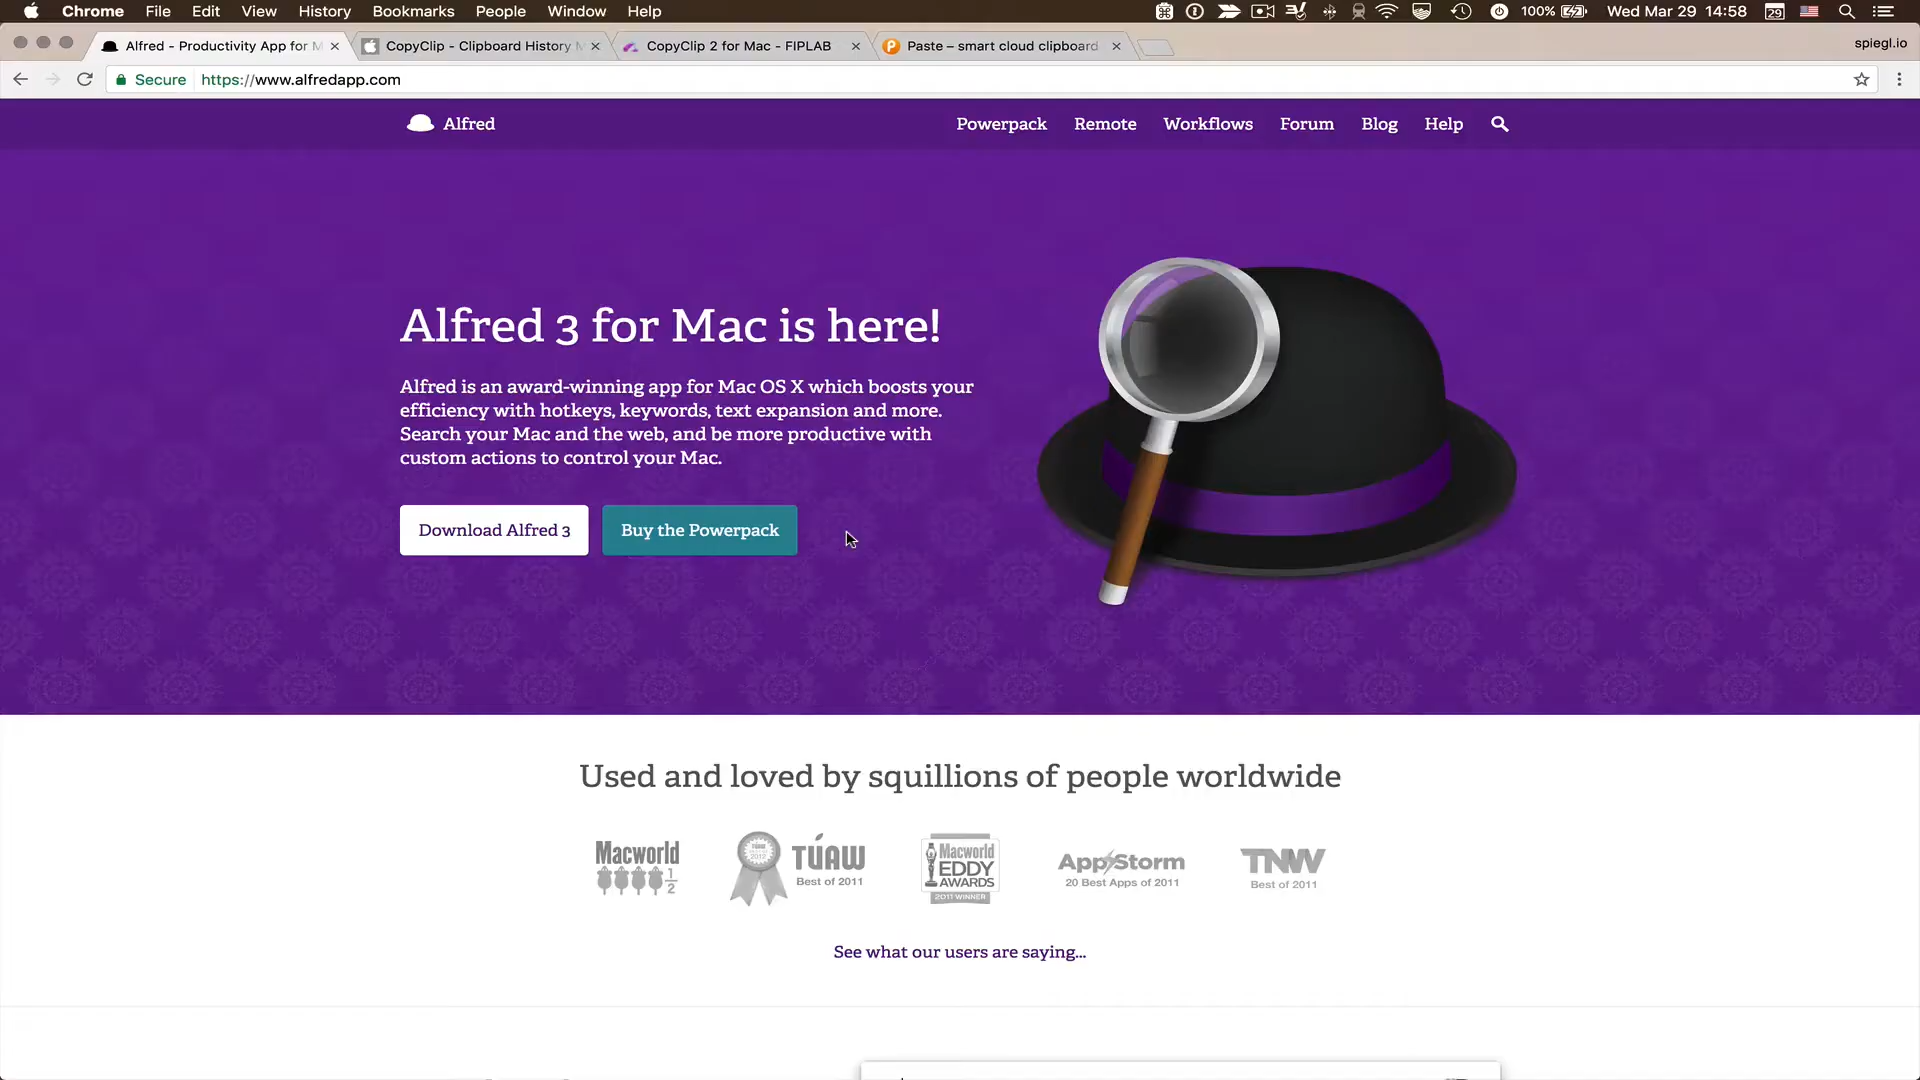 Chrome File Edit View History Bookmarks People Window Help 100% Wed Mar 29 14:58 29
Alfred - Productivity App for M CopyClip - Clipboard History M CopyClip 2 for Mac - FIPLAB Paste – smart cloud clipboard spiegl.io
Secure https://www.alfredapp.com
Alfred Powerpack Remote Workflows Forum Blog Help
Alfred 3 for Mac is here!
Alfred is an award-winning app for Mac OS X which boosts your
efficiency with hotkeys, keywords, text expansion and more.
Search your Mac and the web, and be more productive with
custom actions to control your Mac.
Download Alfred 3 Buy the Powerpack
Used and loved by squillions of people worldwide
Macworld
1/2
TUAW
Best of 2011
Macworld
EDDY
AWARDS
2011 WINNER
AppStorm
20 Best Apps of 2011
TNW
Best of 2011
See what our users are saying...